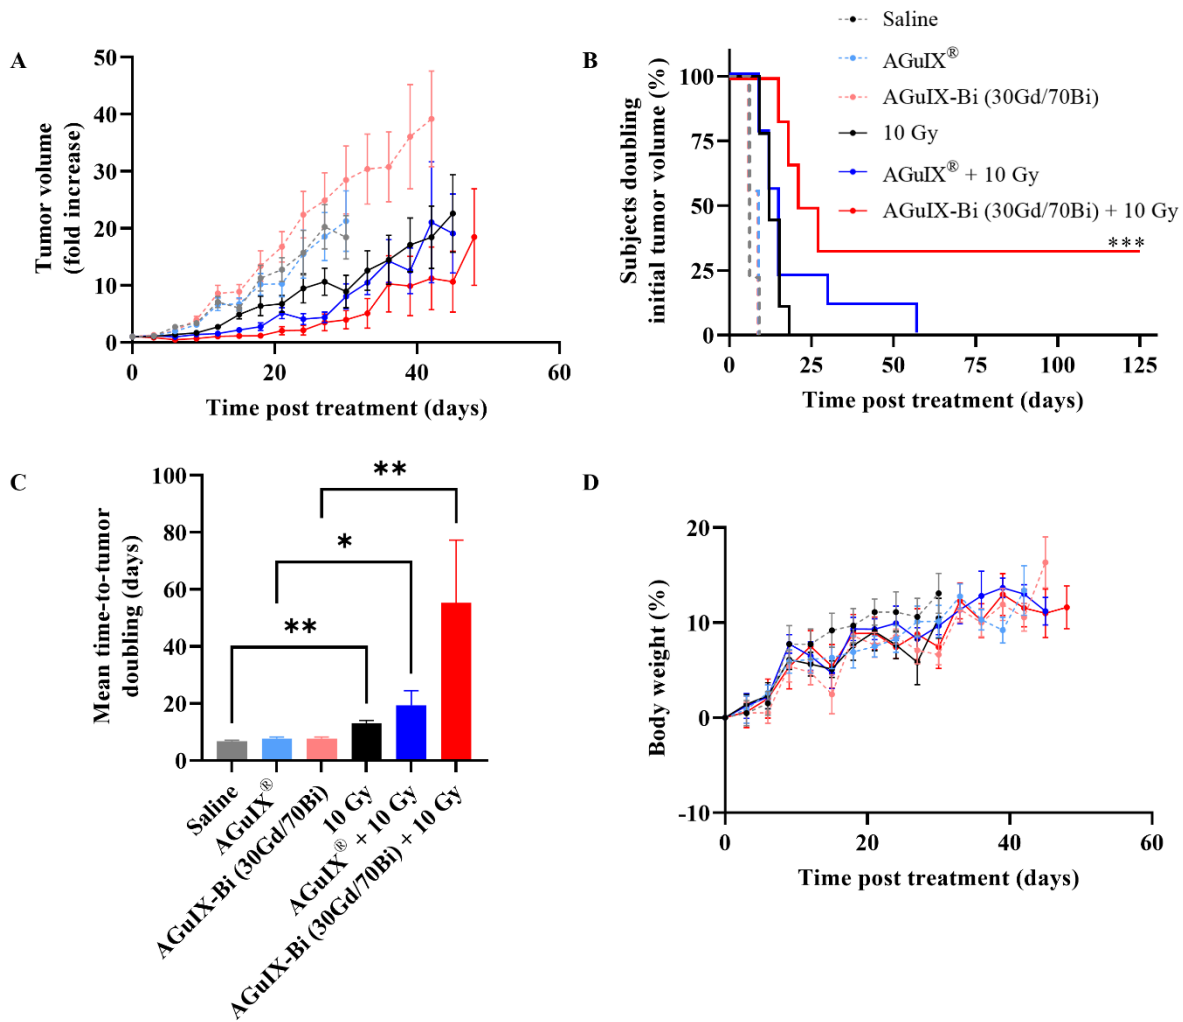 A
Tumor volume
(fold increase)
50
40
30
20
10
0
0
20
40
60
Time post treatment (days)
B
Subjects doubling
initial tumor volume (%)
100
75
50
25
0
0
25
50
75
100
125
Time post treatment (days)
***
Saline
AGuIX®
AGuIX-Bi (30Gd/70Bi)
10 Gy
AGuIX® + 10 Gy
AGuIX-Bi (30Gd/70Bi) + 10 Gy
C
Mean time-to-tumor
doubling (days)
100
80
60
40
20
0
**
*
**
Saline
AGuIX®
AGuIX-Bi (30Gd/70Bi)
10 Gy
AGuIX® + 10 Gy
AGuIX-Bi (30Gd/70Bi) + 10 Gy
D
Body weight (%)
20
10
0
-10
0
20
40
60
Time post treatment (days)